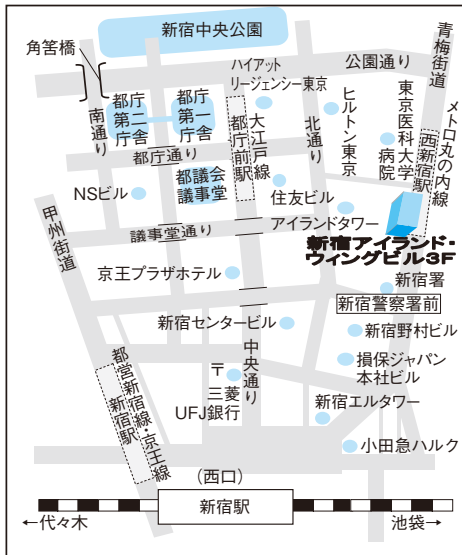 新宿中央公園
角筈橋
ハイアット
リージェンシー東京
公園通り
青梅街道
南通り
都庁
第二
庁舎
都庁
第一
庁舎
都庁前駅
大江戸線
北通り
ヒルトン東京
東京医科大学
病院
西新宿駅
メトロ丸の内線
都庁通り
都議会
議事堂
NSビル
住友ビル
甲州街道
議事堂通り
アイランドタワー
新宿アイランド・
ウィングビル3F
京王プラザホテル
新宿署
新宿警察署前
新宿センタービル
新宿野村ビル
中央通り
都営新宿線・京王線
新宿駅
〒
三菱
UFJ銀行
損保ジャパン
本社ビル
新宿エルタワー
小田急ハルク
(西口)
新宿駅
←代々木
池袋→